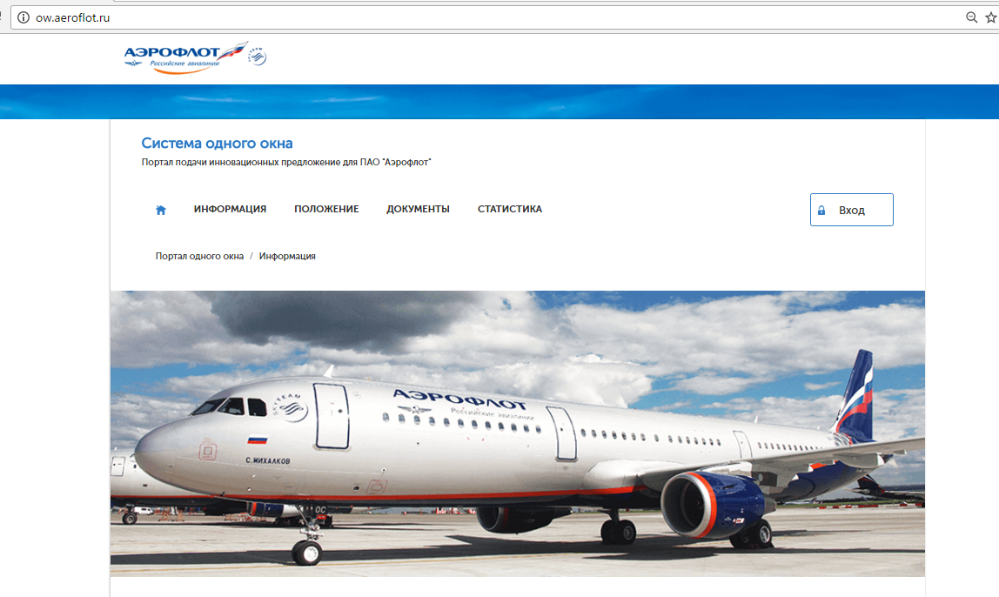 ow.aeroflot.ru
АЭРОФЛОТ
Российские авиалинии
SKYTEAM
Система одного окна
Портал подачи инновационных предложение для ПАО "Аэрофлот"
ИНФОРМАЦИЯ ПОЛОЖЕНИЕ ДОКУМЕНТЫ СТАТИСТИКА Вход
Портал одного окна / Информация
АЭРОФЛОТ
Российские авиалинии
SKYTEAM
С.МИХАЛКОВ